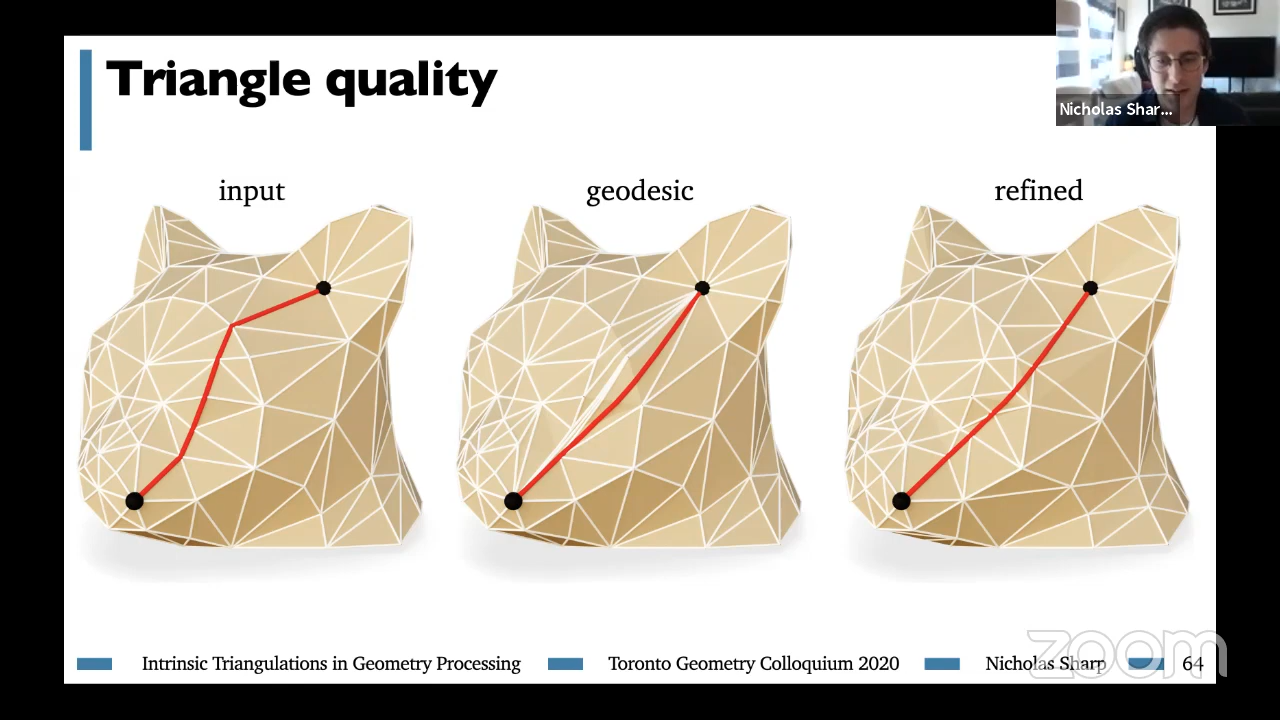 Triangle quality
Nicholas Shar...
input
geodesic
refined
Intrinsic Triangulations in Geometry Processing
Toronto Geometry Colloquium 2020
Nicholas Sharp
64
zoom